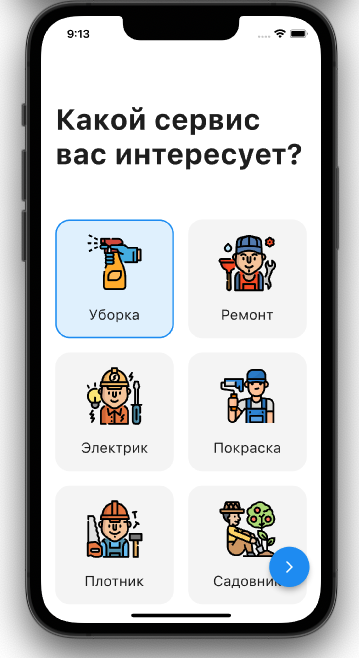 9:13
Какой сервис
вас интересует?
Уборка
Ремонт
Электрик
Покраска
Плотник
Садовник